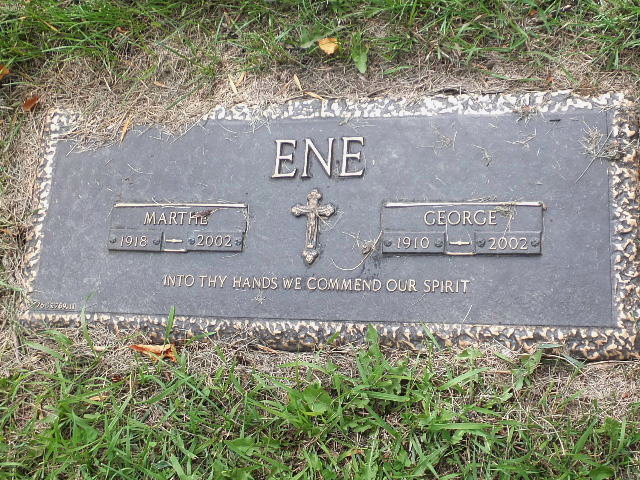 ENE
MARTHE
1918 2002
GEORGE
1910 2002
INTO THY HANDS WE COMMEND OUR SPIRIT